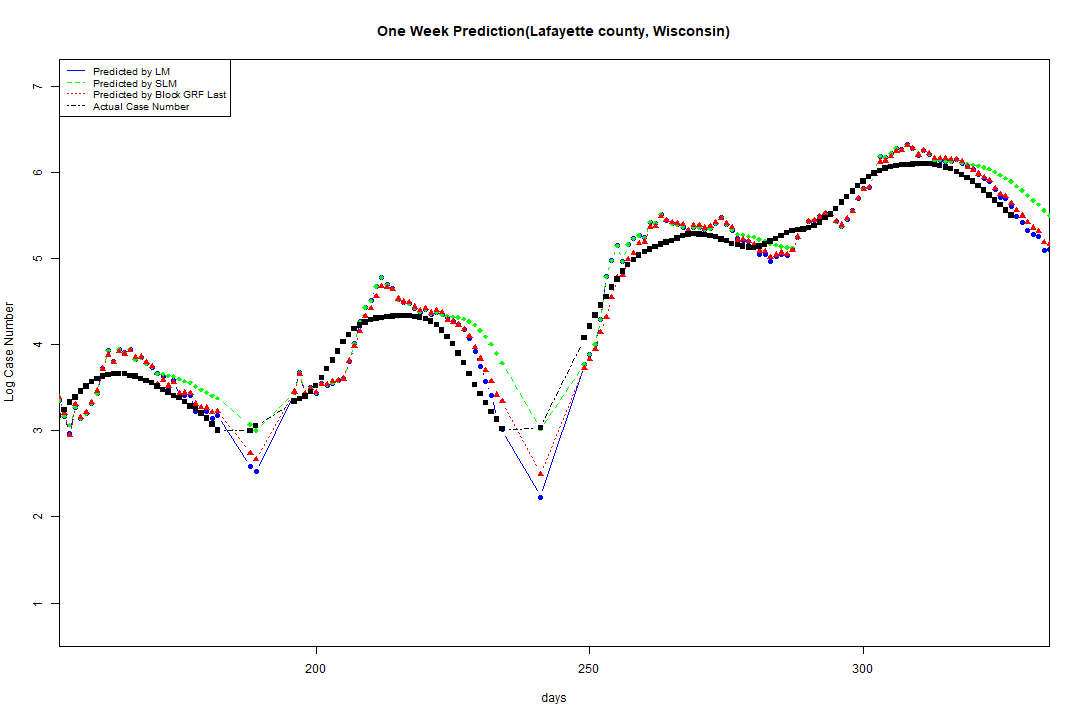 One Week Prediction(Lafayette county, Wisconsin)
Predicted by LM
Predicted by SLM
Predicted by Block GRF Last
Actual Case Number
7
6
5
4
3
2
1
Log Case Number
200 250 300
days